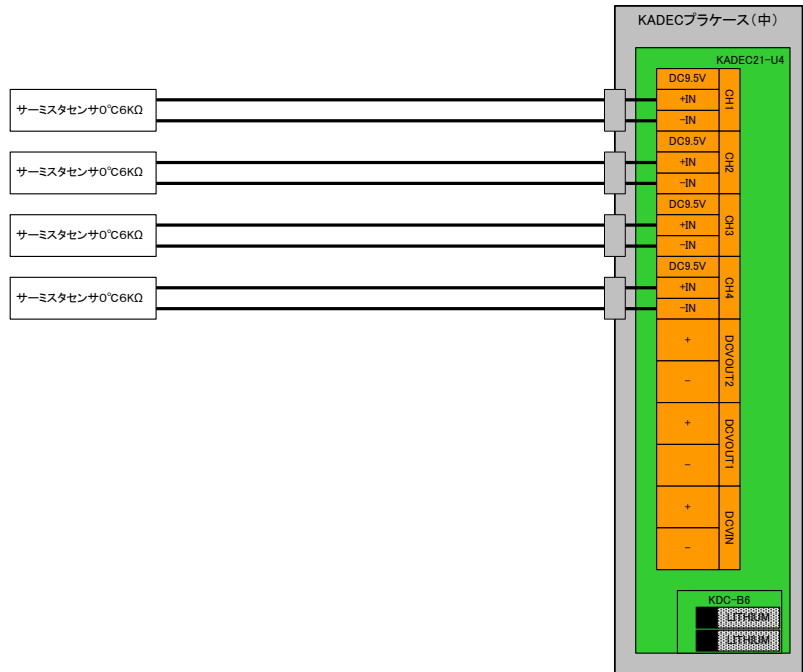 KADECプラケース（中）
KADEC21-U4
サーミスタセンサ0℃6KΩ
DC9.5V
+IN
-IN
CH1
サーミスタセンサ0℃6KΩ
DC9.5V
+IN
-IN
CH2
サーミスタセンサ0℃6KΩ
DC9.5V
+IN
-IN
CH3
サーミスタセンサ0℃6KΩ
DC9.5V
+IN
-IN
CH4
+
-
DCVOUT2
+
-
DCVOUT1
+
-
DCVIN
KDC-B6
LITHIUM
LITHIUM